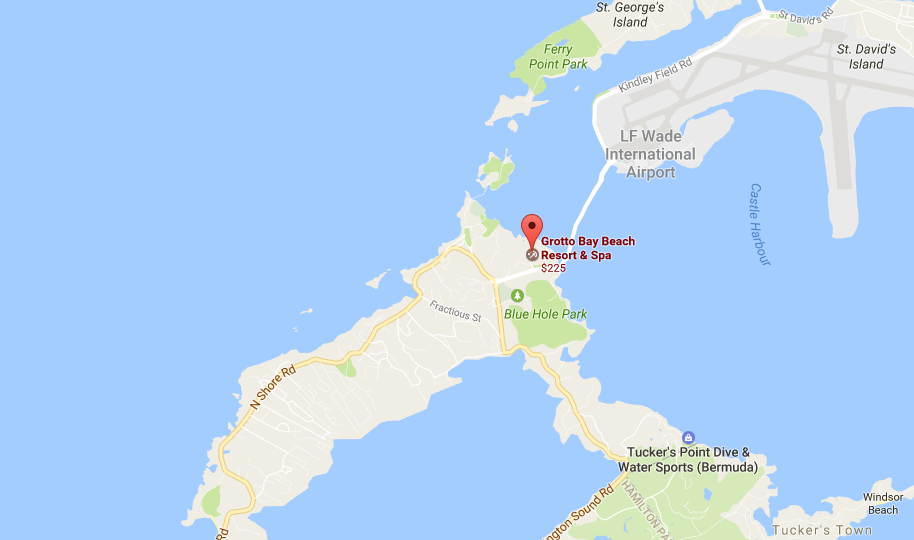 St. George's
Island
St David's Rd
Ferry
Point Park
St. David's
Island
Kindley Field Rd
LF Wade
International
Airport
Castle Harbour
Grotto Bay Beach
Resort & Spa
$225
Fractious St
Blue Hole Park
N Shore Rd
Tucker's Point Dive &
Water Sports (Bermuda)
HAMILTON PA
ngton Sound Rd
Windsor
Beach
Tucker's Town
Rd